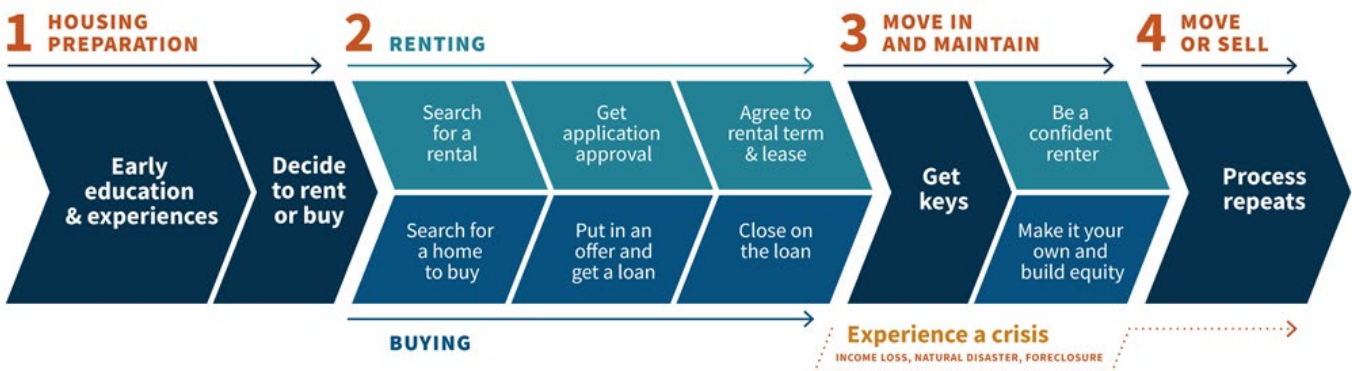 1 HOUSING
PREPARATION
Early
education
& experiences
Decide
to rent
or buy
2 RENTING
Search
for a
rental
Get
application
approval
Agree to
rental term
& lease
Search for
a home
to buy
Put in an
offer and
get a loan
Close on
the loan
BUYING
3 MOVE IN
AND MAINTAIN
Get
keys
Be a
confident
renter
Make it your
own and
build equity
Experience a crisis
INCOME LOSS, NATURAL DISASTER, FORECLOSURE
4 MOVE
OR SELL
Process
repeats